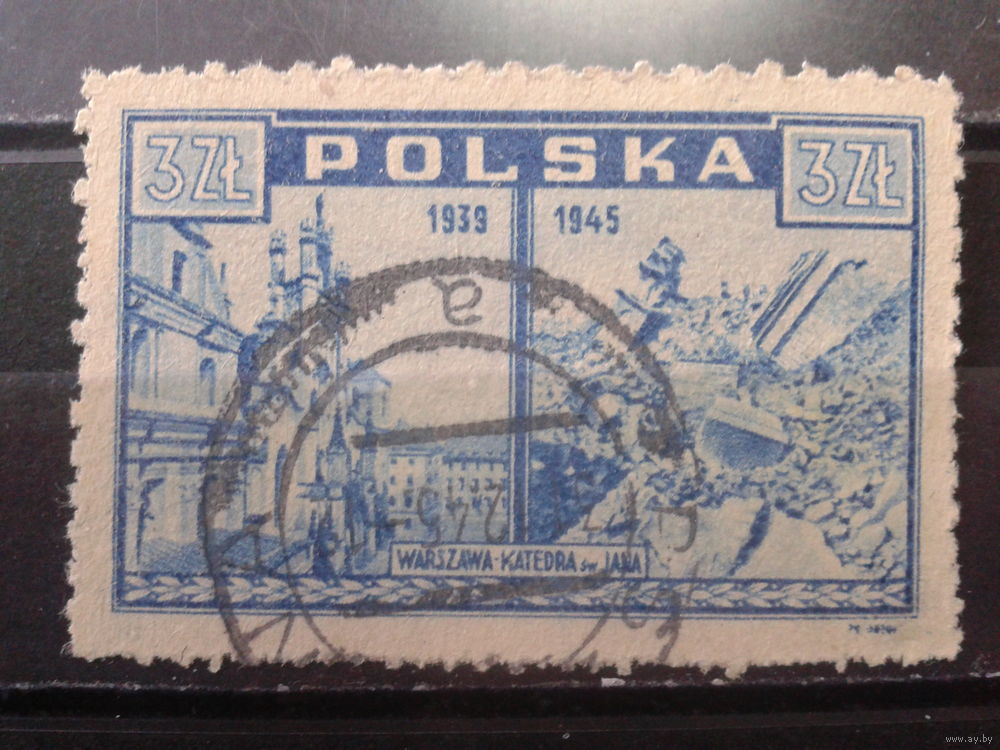 3ZŁ POLSKA 3ZŁ
1939 1945
a
WARSZAWA-KATEDRA św. JANA
www.ay.by